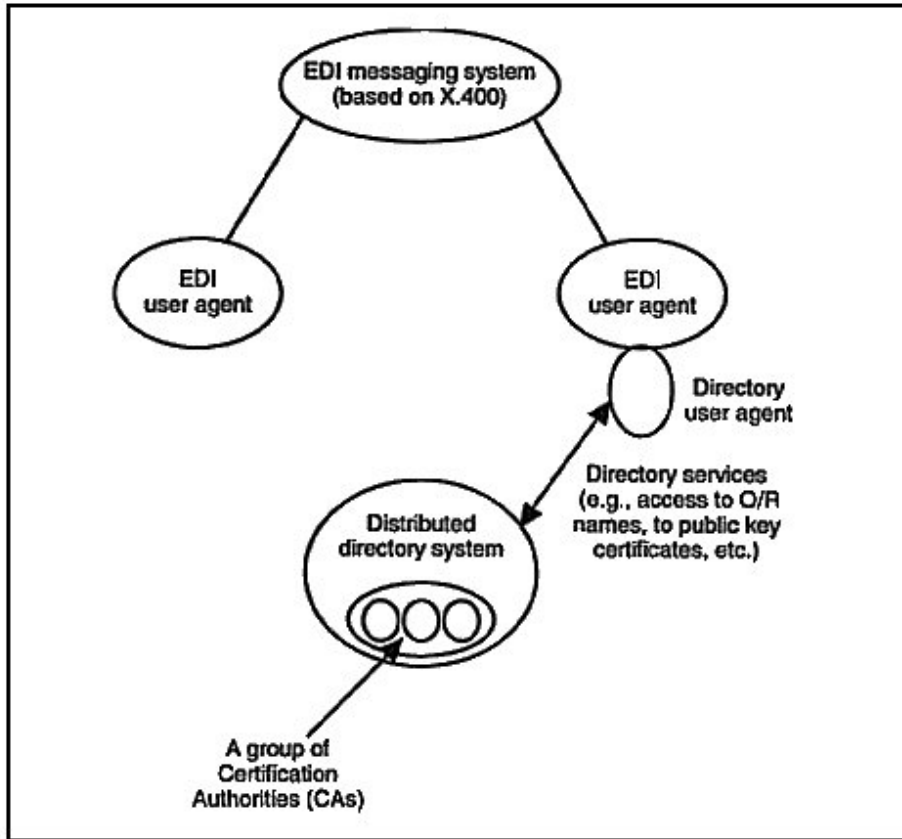 EDI messaging system
(based on X.400)
EDI
user agent
EDI
user agent
Directory
user agent
Directory services
(e.g., access to O/R
names, to public key
certificates, etc.)
Distributed
directory system
A group of
Certification
Authorities (CAs)